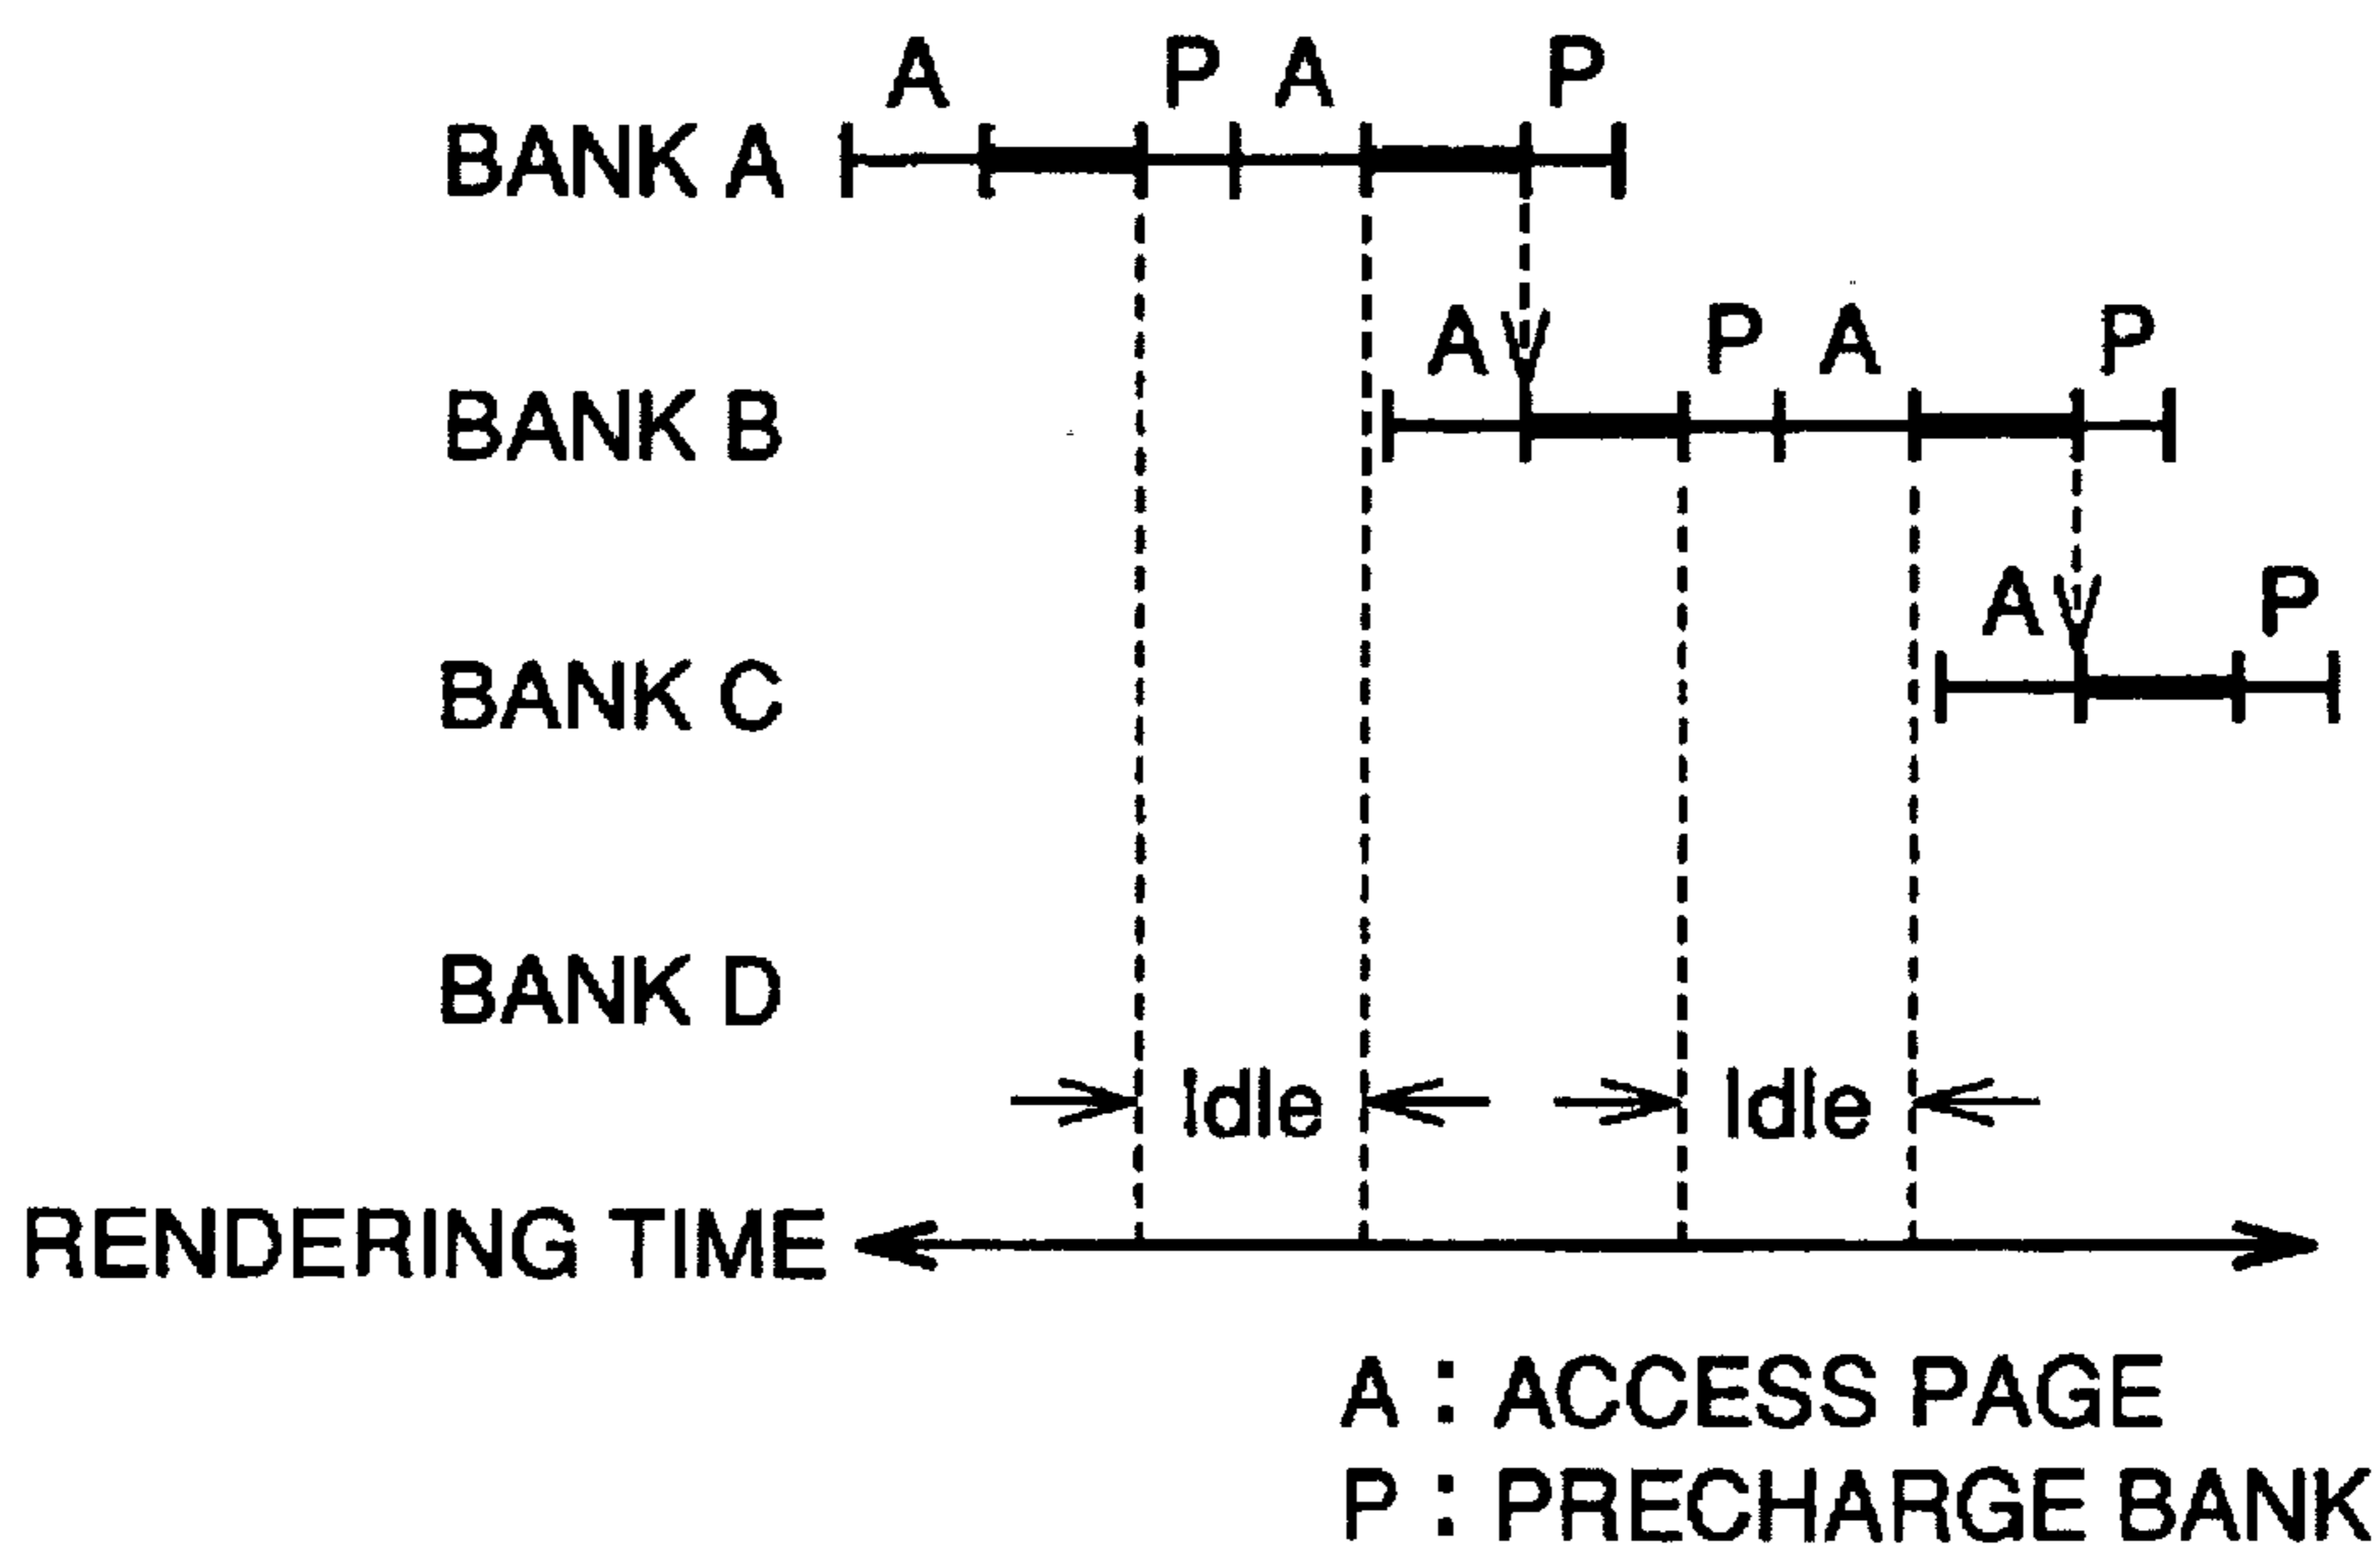 A P A P
BANK A
A P A P
BANK B
A P
BANK C
BANK D
Idle Idle
RENDERING TIME
A : ACCESS PAGE
P : PRECHARGE BANK